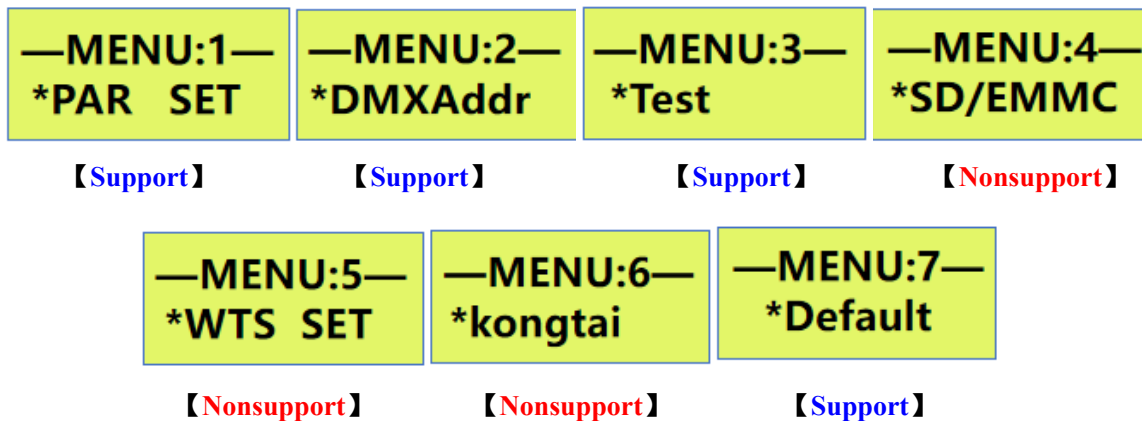 —MENU:1—
*PAR SET
【Support】
—MENU:2—
*DMXAddr
【Support】
—MENU:3—
*Test
【Support】
—MENU:4—
*SD/EMMC
【Nonsupport】
—MENU:5—
*WTS SET
【Nonsupport】
—MENU:6—
*kongtai
【Nonsupport】
—MENU:7—
*Default
【Support】